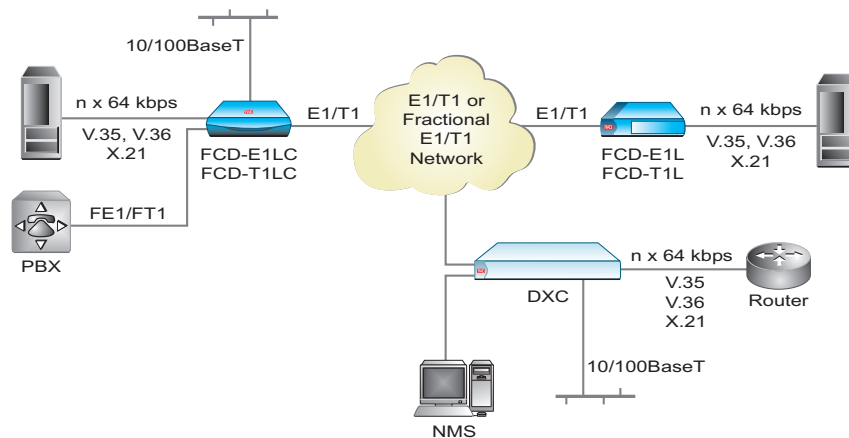 10/100BaseT
n x 64 kbps
V.35, V.36
X.21
FCD-E1LC
FCD-T1LC
E1/T1
E1/T1 or
Fractional
E1/T1
Network
E1/T1
FCD-E1L
FCD-T1L
n x 64 kbps
V.35, V.36
X.21
FE1/FT1
PBX
DXC
n x 64 kbps
V.35
V.36
X.21
Router
10/100BaseT
NMS